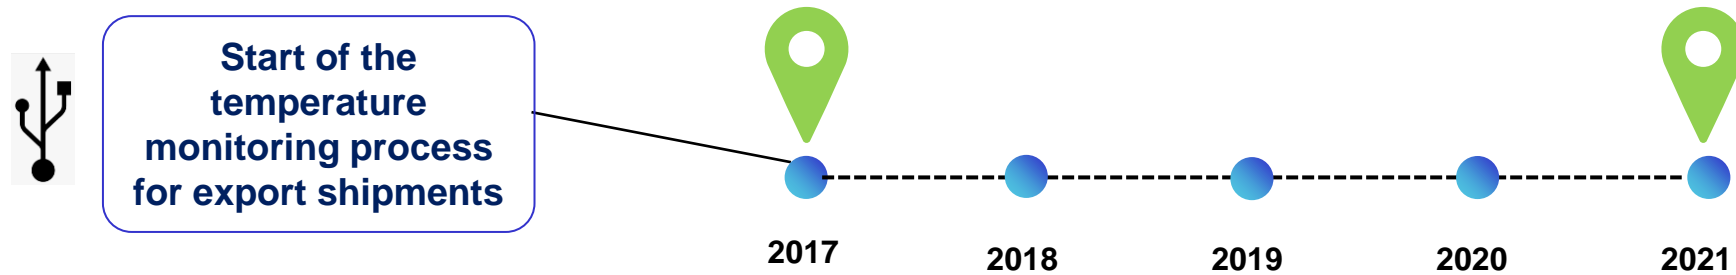 Start of the
temperature
monitoring process
for export shipments
2017
2018
2019
2020
2021